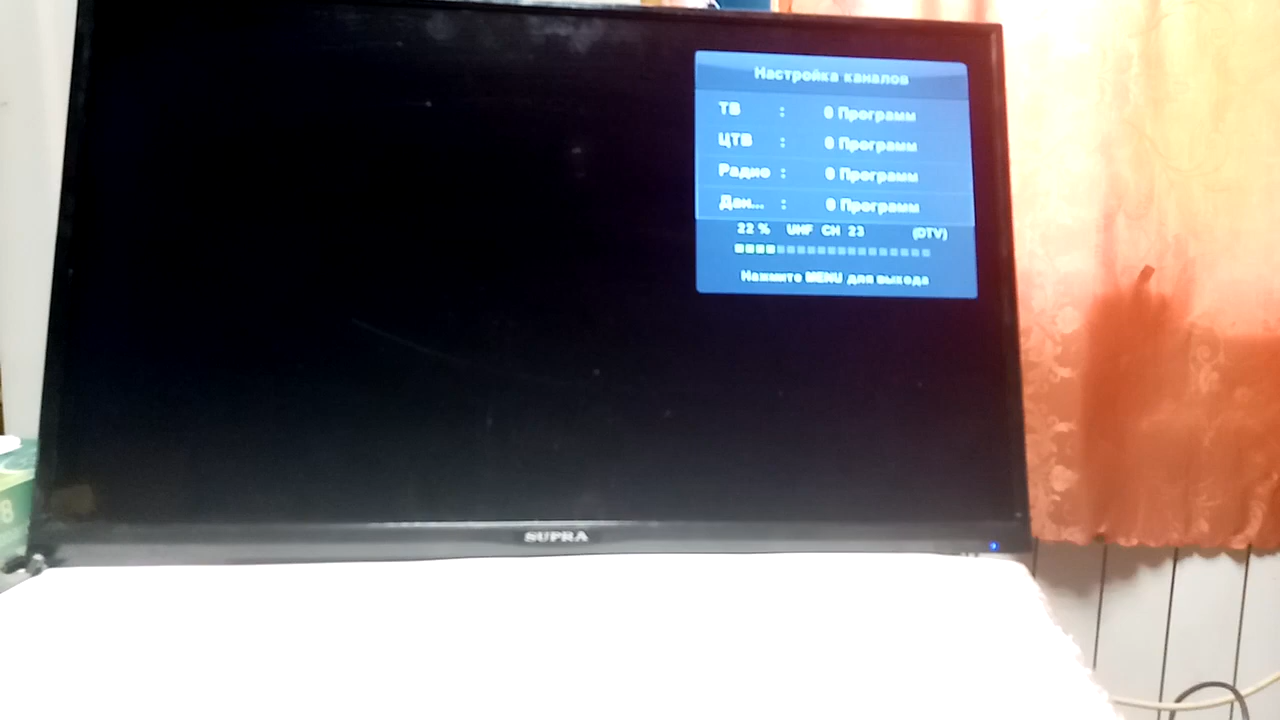 Настройка каналов
ТВ : 0 Программ
ЦТВ : 0 Программ
Радио : 0 Программ
Дан... : 0 Программ
22 % UHF CH 23 (DTV)
Нажмите MENU для выхода
SUPRA
8